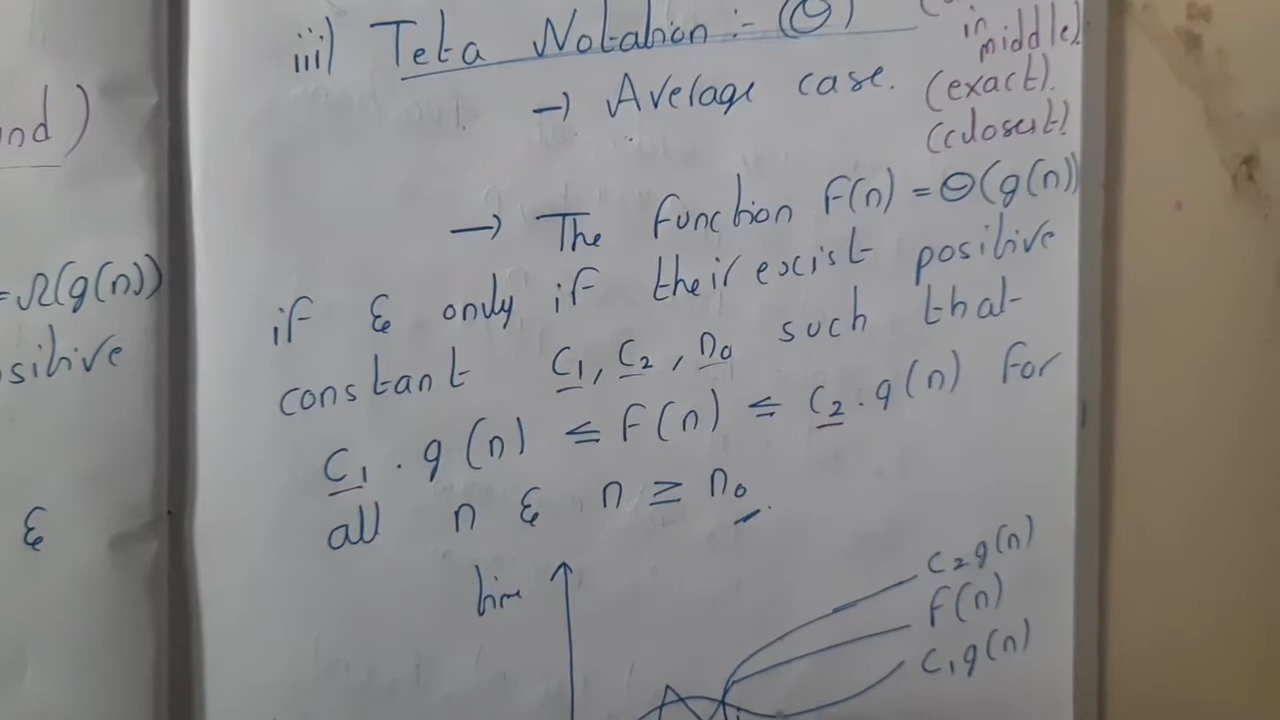 nd)
=Ω(g(n))
sitive
&
iii) Teta Notation :- (Θ)
in
middle)
→ Average case. (exact).
(closest)
→ The function F(n) = Θ(g(n))
if & only if their excist positive
constant C1, C2, n0 such that
C1 . g(n) ≤ F(n) ≤ C2 . g(n) For
all n & n ≥ n0.
time
C2g(n)
F(n)
C1g(n)